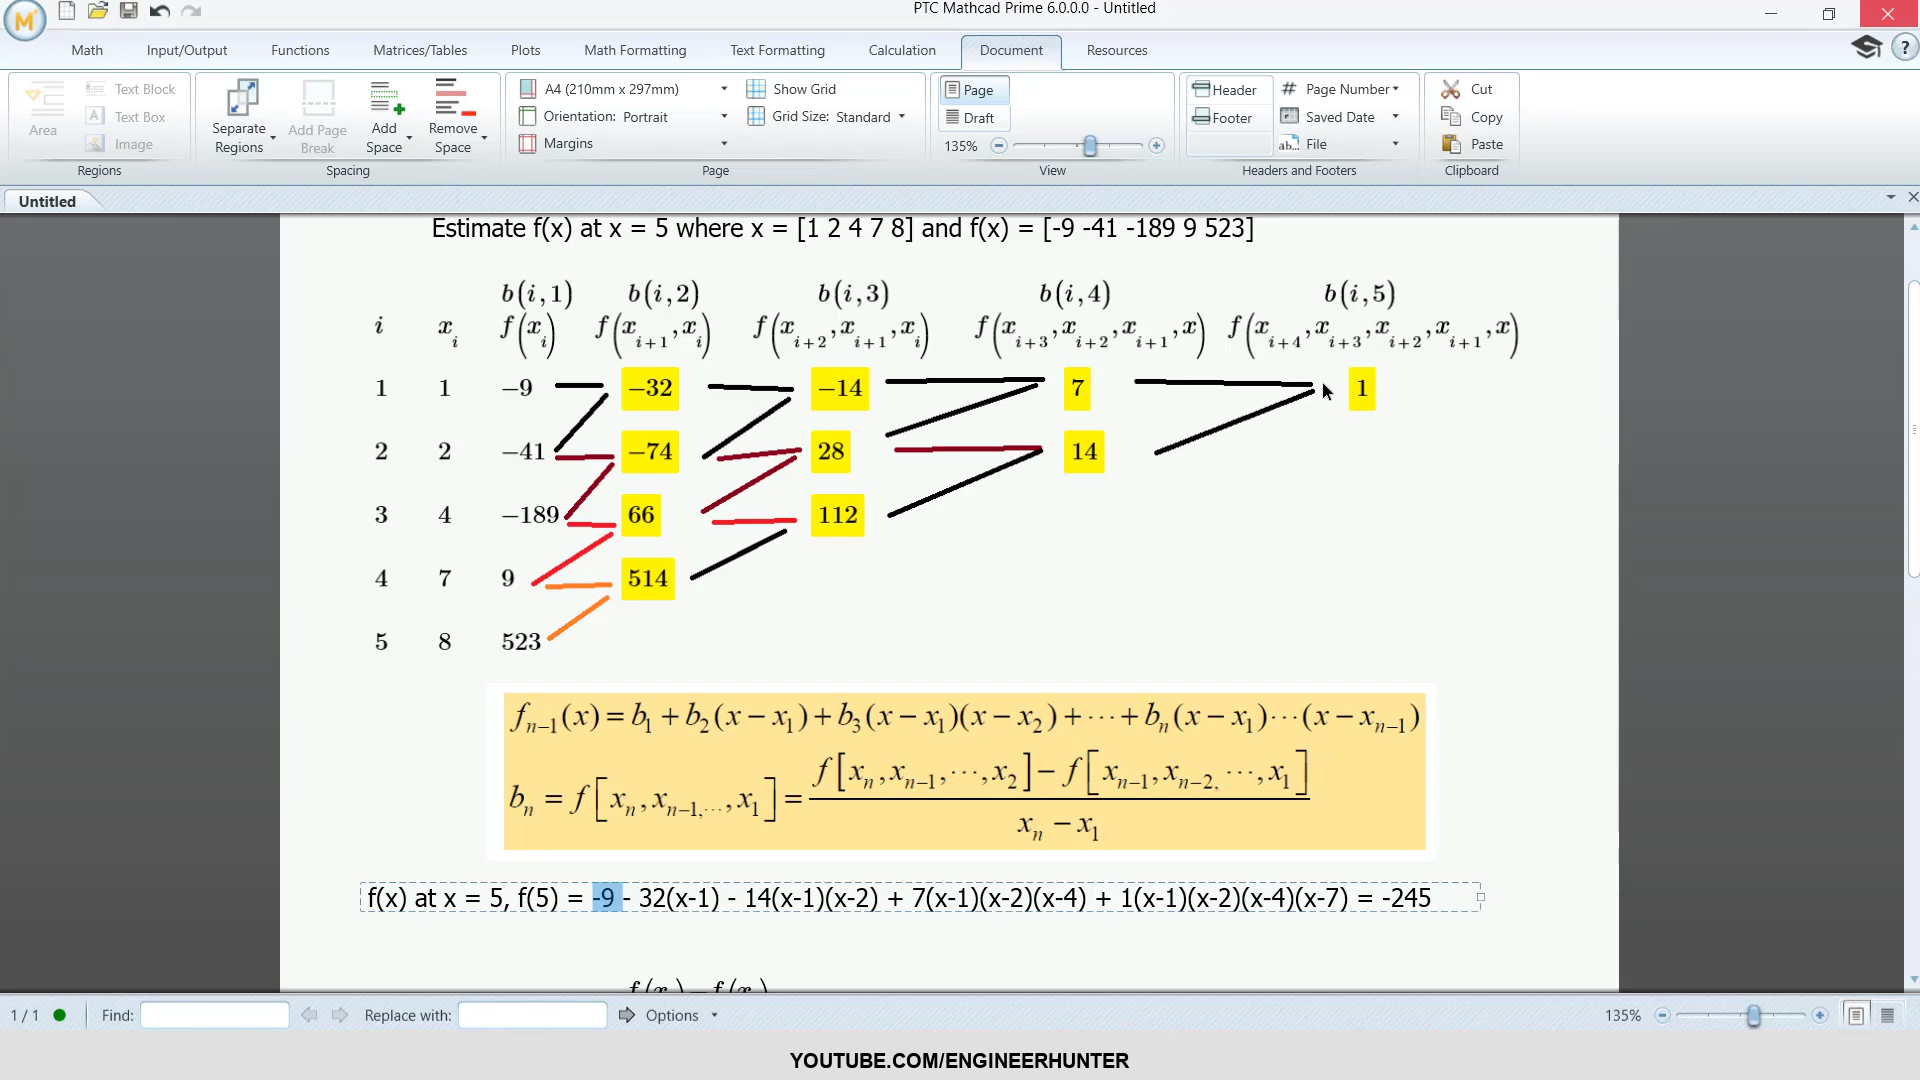 PTC Mathcad Prime 6.0.0.0 - Untitled
Math Input/Output Functions Matrices/Tables Plots Math Formatting Text Formatting Calculation Document Resources ?
Area
Text Block
Text Box
Image
Regions
Separate Regions
Add Page Break
Add Space
Remove Space
Spacing
A4 (210mm x 297mm)
Orientation: Portrait
Margins
Show Grid
Grid Size: Standard
Page
Page
Draft
135%
View
Header
Footer
# Page Number
Saved Date
File
Headers and Footers
Cut
Copy
Paste
Clipboard
Untitled
Estimate f(x) at x = 5 where x = [1 2 4 7 8] and f(x) = [-9 -41 -189 9 523]
b(i,1) b(i,2) b(i,3) b(i,4) b(i,5)
i x_i f(x_i) f(x_{i+1}, x_i) f(x_{i+2}, x_{i+1}, x_i) f(x_{i+3}, x_{i+2}, x_{i+1}, x) f(x_{i+4}, x_{i+3}, x_{i+2}, x_{i+1}, x)
1 1 −9 −32 −14 7 1
2 2 −41 −74 28 14
3 4 −189 66 112
4 7 9 514
5 8 523
f_{n−1}(x) = b_1 + b_2(x − x_1) + b_3(x − x_1)(x − x_2) + ⋯ + b_n(x − x_1)⋯(x − x_{n−1})
b_n = f[x_n, x_{n−1,⋯}, x_1] = (f[x_n, x_{n−1}, ⋯, x_2] − f[x_{n−1}, x_{n−2,} ⋯, x_1]) / (x_n − x_1)
f(x) at x = 5, f(5) = -9 - 32(x-1) - 14(x-1)(x-2) + 7(x-1)(x-2)(x-4) + 1(x-1)(x-2)(x-4)(x-7) = -245
1 / 1 Find: Replace with: Options 135%
YOUTUBE.COM/ENGINEERHUNTER